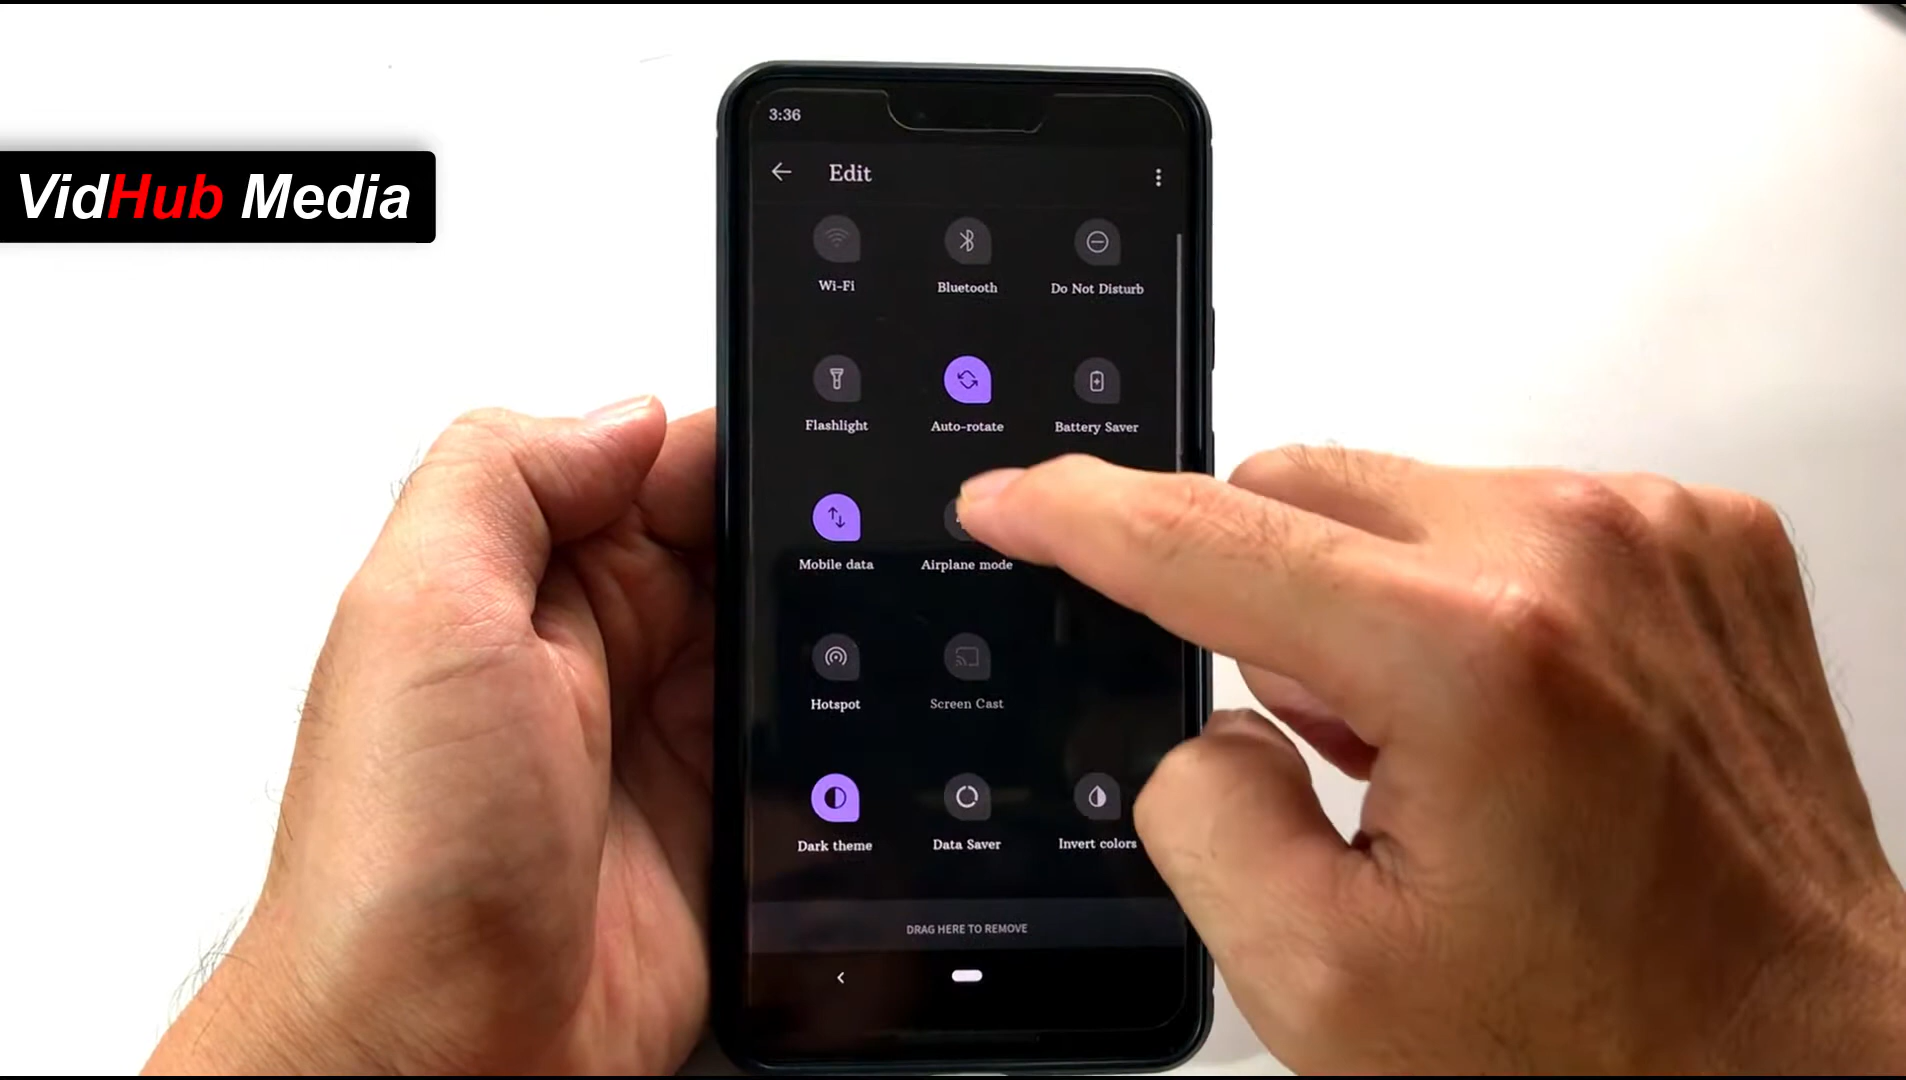 3:36
VidHub Media
Edit
Wi-Fi
Bluetooth
Do Not Disturb
Flashlight
Auto-rotate
Battery Saver
Mobile data
Airplane mode
Hotspot
Screen Cast
Dark theme
Data Saver
Invert colors
DRAG HERE TO REMOVE